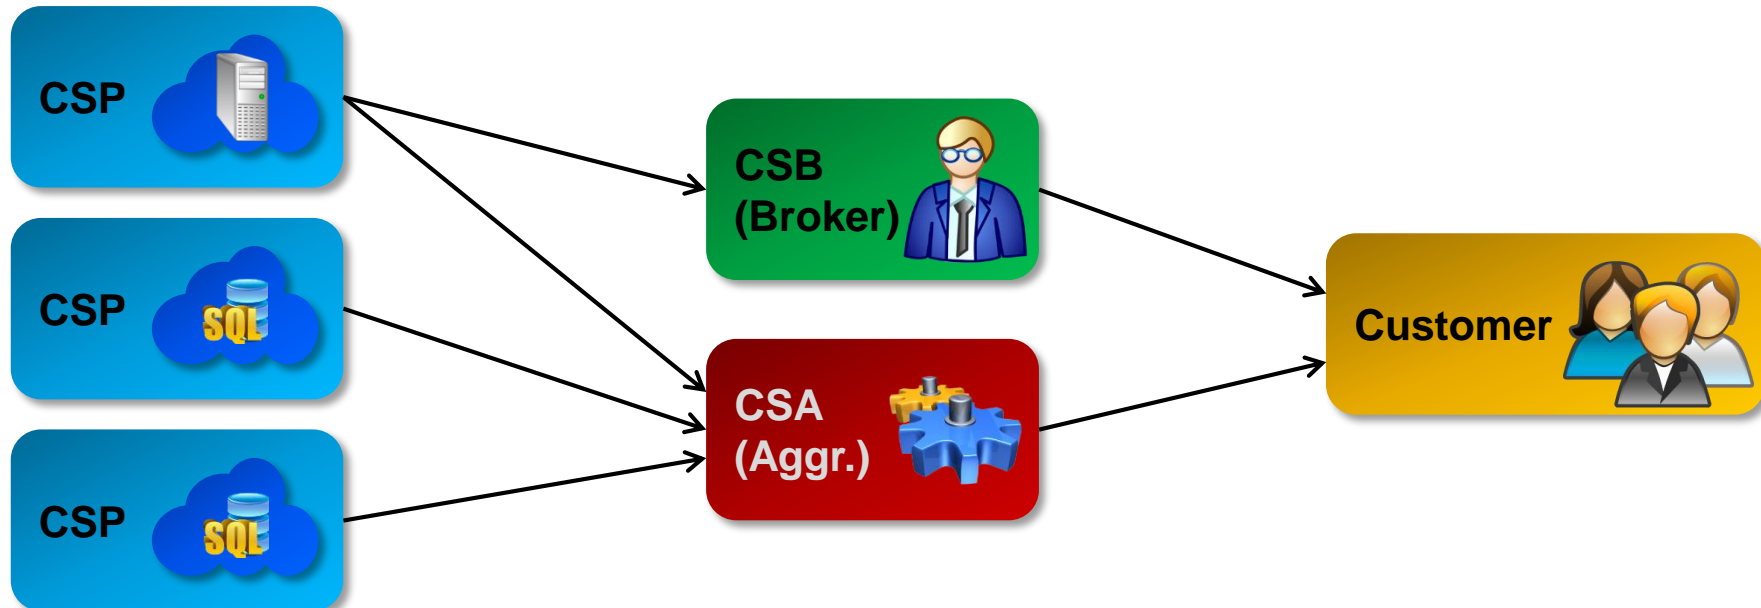 CSP
CSP
SQL
CSP
SQL
CSB
(Broker)
CSA
(Aggr.)
Customer